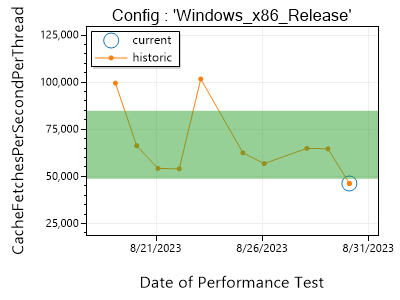 Config : 'Windows_x86_Release'
CacheFetchesPerSecondPerThread
125,000
100,000
75,000
50,000
25,000
current
historic
8/21/2023
8/26/2023
8/31/2023
Date of Performance Test